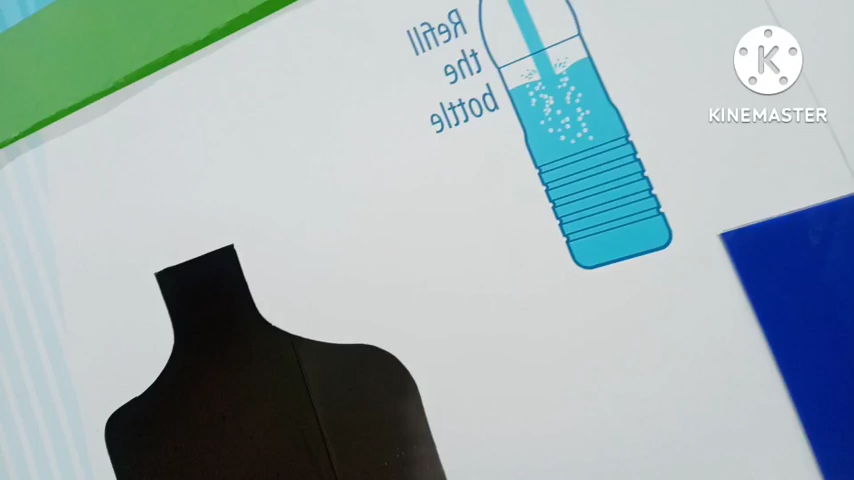 Refill
the
bottle
K
KINEMASTER